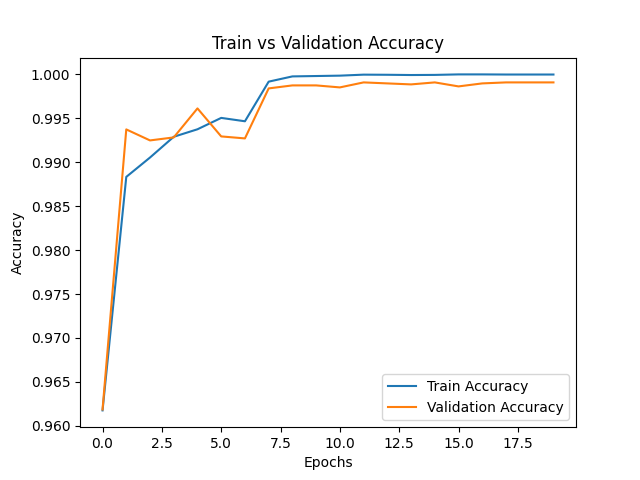 Train vs Validation Accuracy
1.000
0.995
0.990
0.985
0.980
0.975
0.970
0.965
0.960
Accuracy
Train Accuracy
Validation Accuracy
0.0 2.5 5.0 7.5 10.0 12.5 15.0 17.5
Epochs